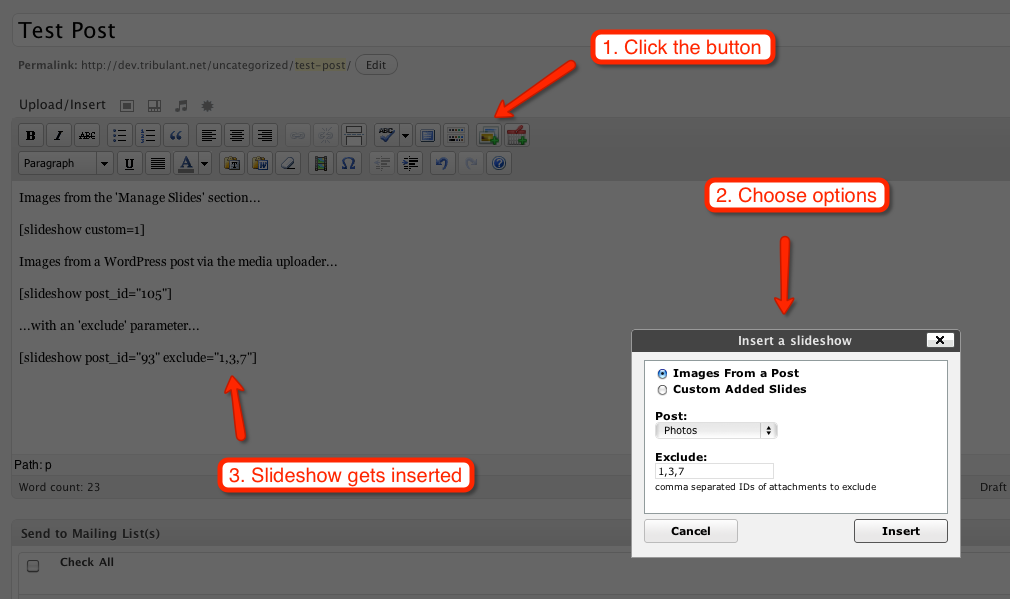 Test Post
1. Click the button
Permalink: http://dev.tribulant.net/uncategorized/test-post/ Edit
Upload/Insert
B I ABC ABC
Paragraph U A T W Ω ?
Images from the 'Manage Slides' section...
2. Choose options
[slideshow custom=1]
Images from a WordPress post via the media uploader...
[slideshow post_id="105"]
...with an 'exclude' parameter...
[slideshow post_id="93" exclude="1,3,7"]
Insert a slideshow
Images From a Post
Custom Added Slides
Post:
Photos
Exclude:
1,3,7
comma separated IDs of attachments to exclude
Cancel Insert
Path: p
3. Slideshow gets inserted
Word count: 23 Draft
Send to Mailing List(s)
Check All